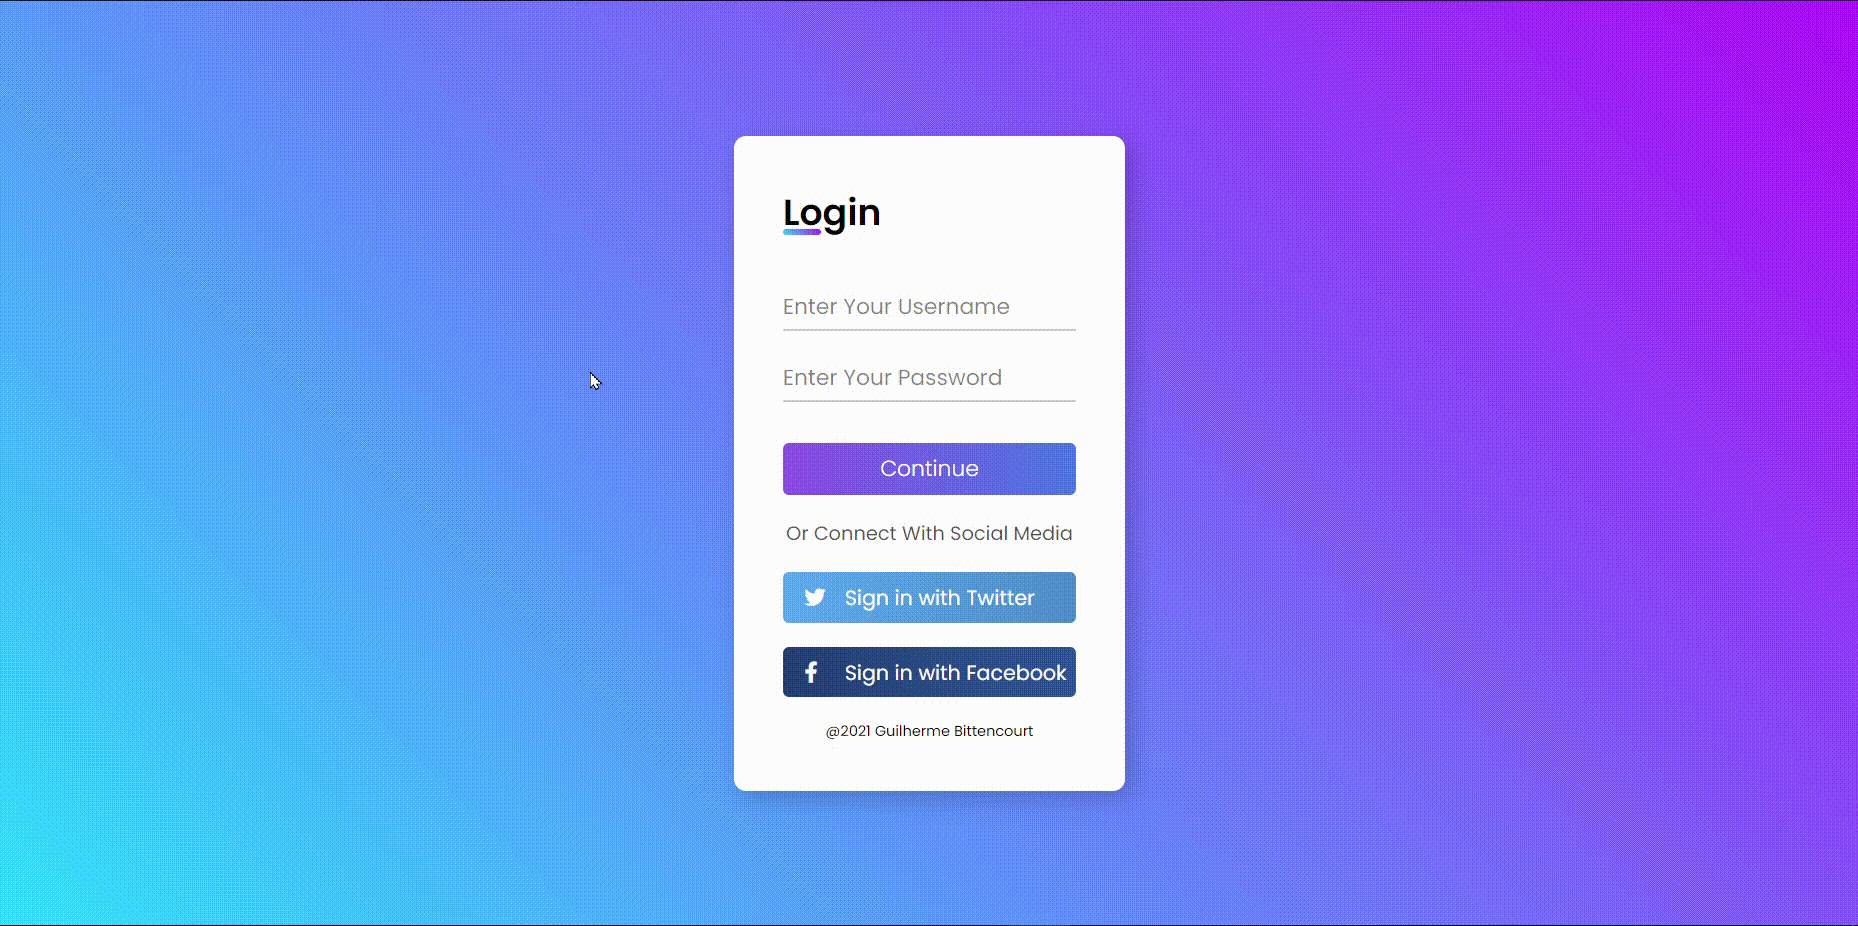 Login
Enter Your Username
Enter Your Password
Continue
Or Connect With Social Media
Sign in with Twitter
Sign in with Facebook
@2021 Guilherme Bittencourt